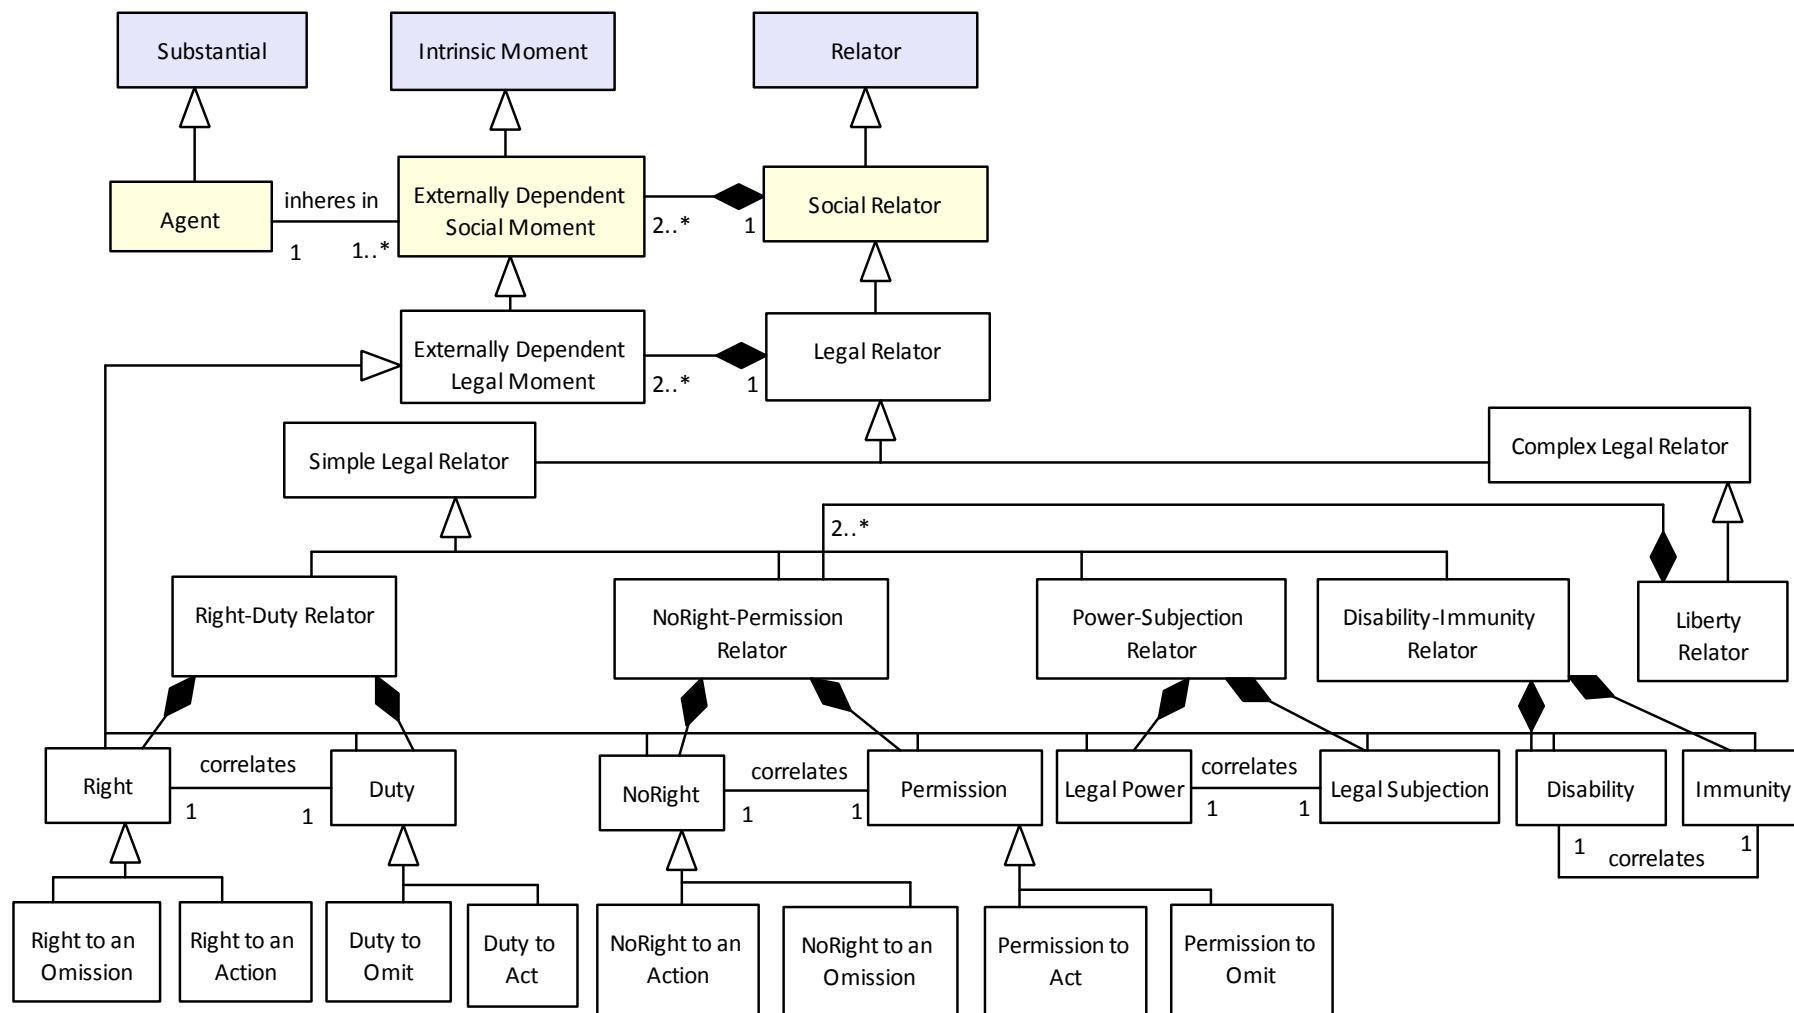 Substantial
Intrinsic Moment
Relator
Agent
inheres in
1
1..*
Externally Dependent
Social Moment
2..*
1
Social Relator
Externally Dependent
Legal Moment
2..*
1
Legal Relator
Simple Legal Relator
Complex Legal Relator
2..*
Right-Duty Relator
NoRight-Permission
Relator
Power-Subjection
Relator
Disability-Immunity
Relator
Liberty
Relator
Right
correlates
1
1
Duty
NoRight
correlates
1
1
Permission
Legal Power
correlates
1
1
Legal Subjection
Disability
Immunity
1
correlates
1
Right to an
Omission
Right to an
Action
Duty to
Omit
Duty to
Act
NoRight to an
Action
NoRight to an
Omission
Permission to
Act
Permission to
Omit